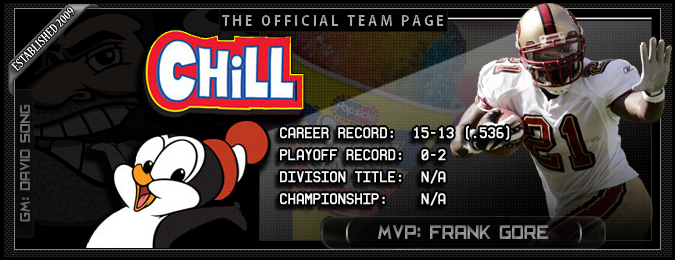 THE OFFICIAL TEAM PAGE
ESTABLISHED 2009
CHiLL
GM: DAVID SONG
CAREER RECORD: 15-13 (.536)
PLAYOFF RECORD: 0-2
DIVISION TITLE: N/A
CHAMPIONSHIP: N/A
21
21
MVP: FRANK GORE